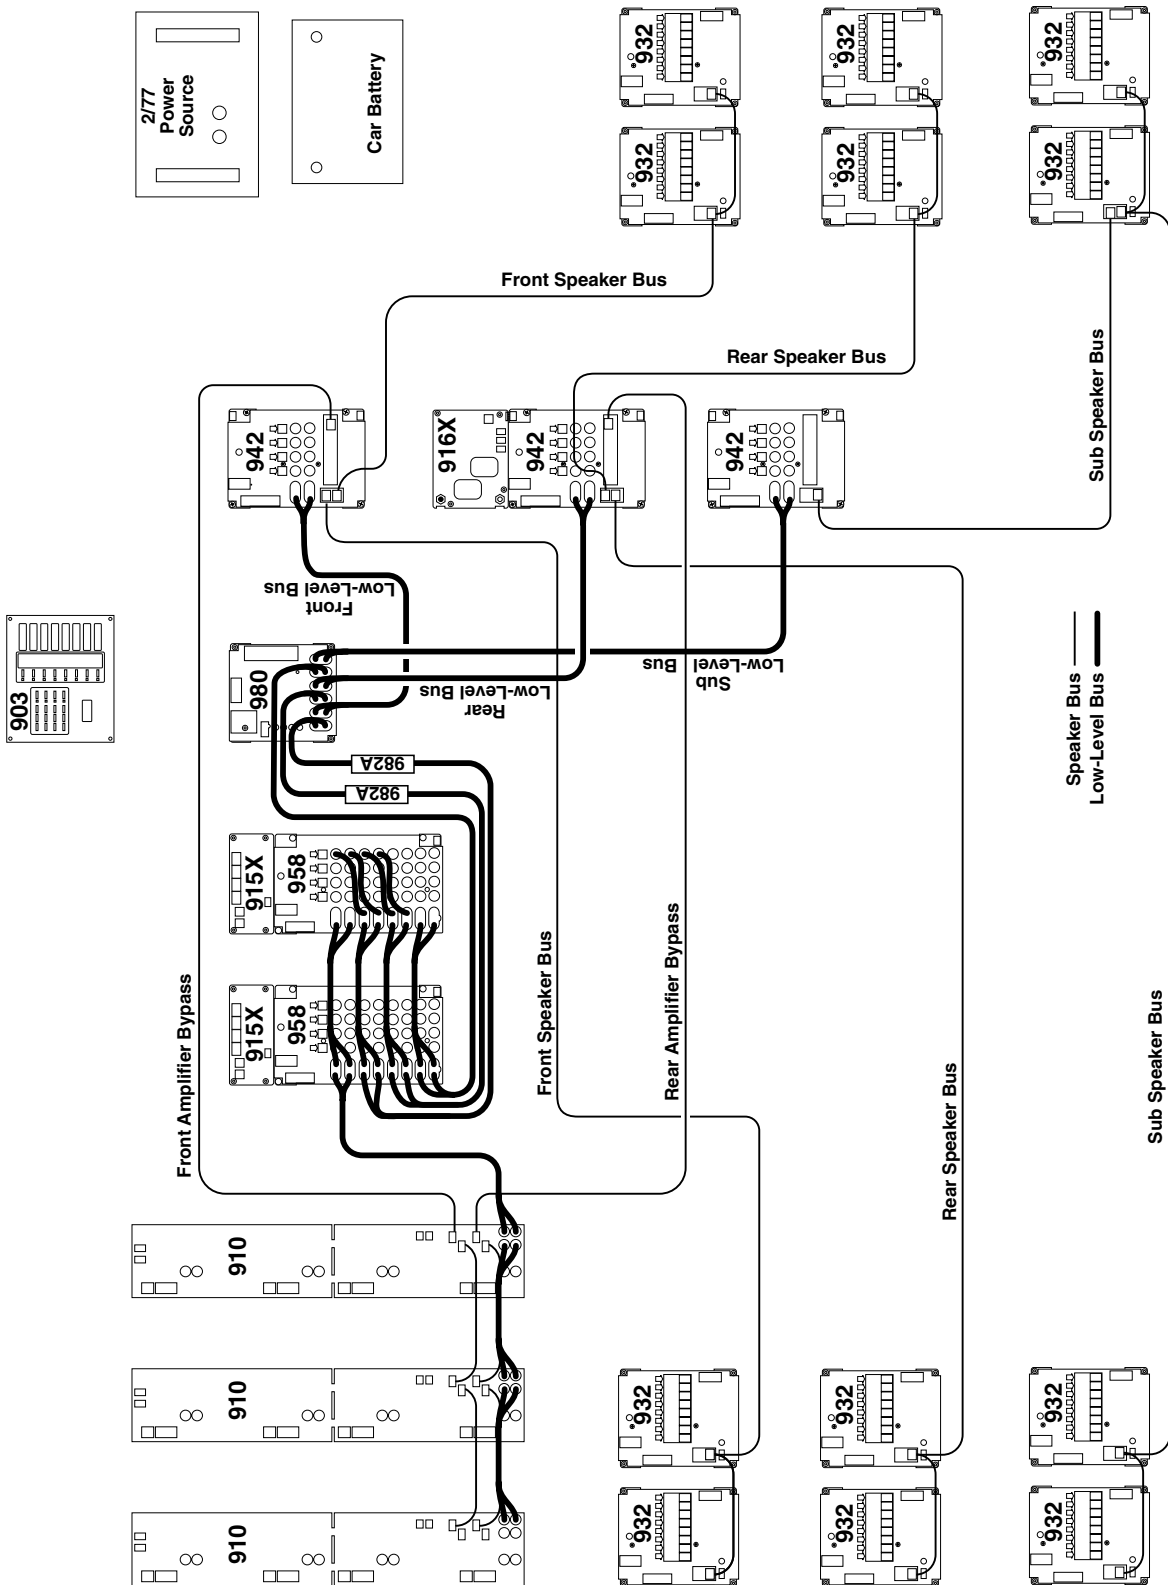 2/77
Power
Source
Car Battery
932
932
932
932
932
932
Front Speaker Bus
Rear Speaker Bus
Sub Speaker Bus
942
916X
942
942
Front
Low-Level Bus
903
980
Rear
Low-Level Bus
Sub
Low-Level
Bus
Speaker Bus
Low-Level Bus
982A
982A
915X
958
915X
958
Front Amplifier Bypass
Front Speaker Bus
Rear Amplifier Bypass
Rear Speaker Bus
Sub Speaker Bus
910
910
910
932
932
932
932
932
932